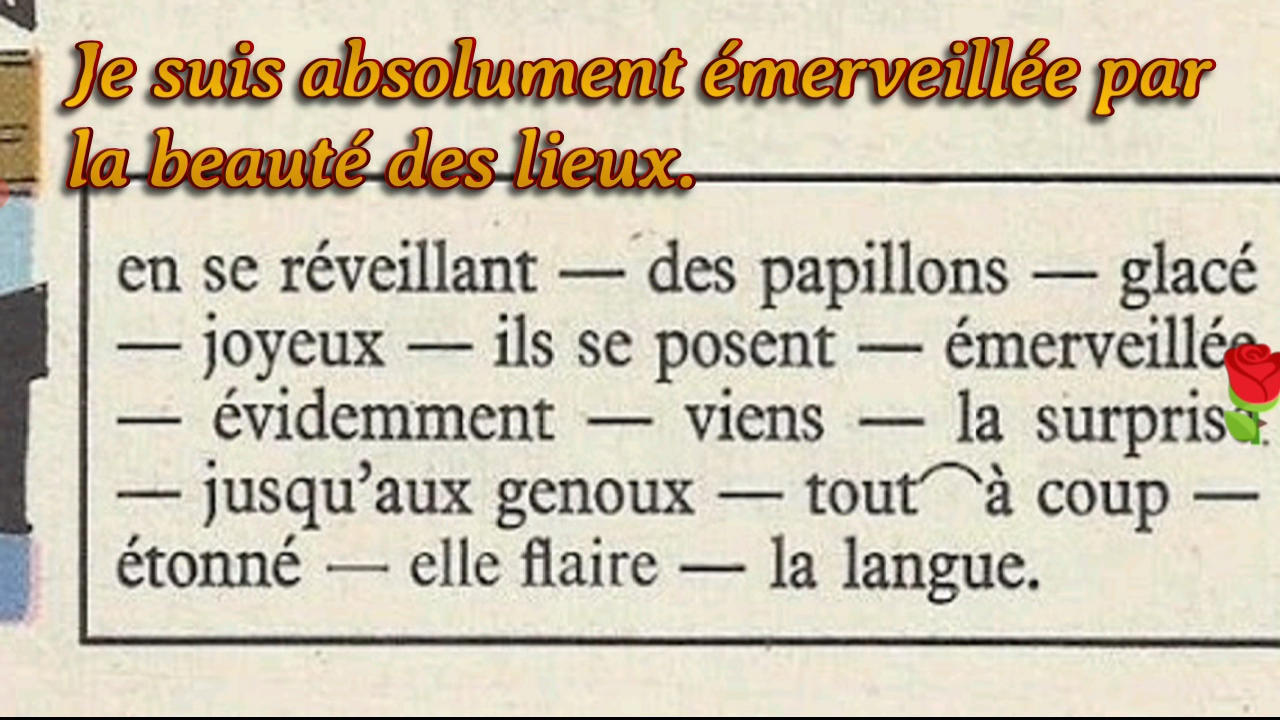 Je suis absolument émerveillée par
la beauté des lieux.
en se réveillant — des papillons — glacé
— joyeux — ils se posent — émerveillée
— évidemment — viens — la surprise
— jusqu'aux genoux — tout à coup —
étonné — elle flaire — la langue.